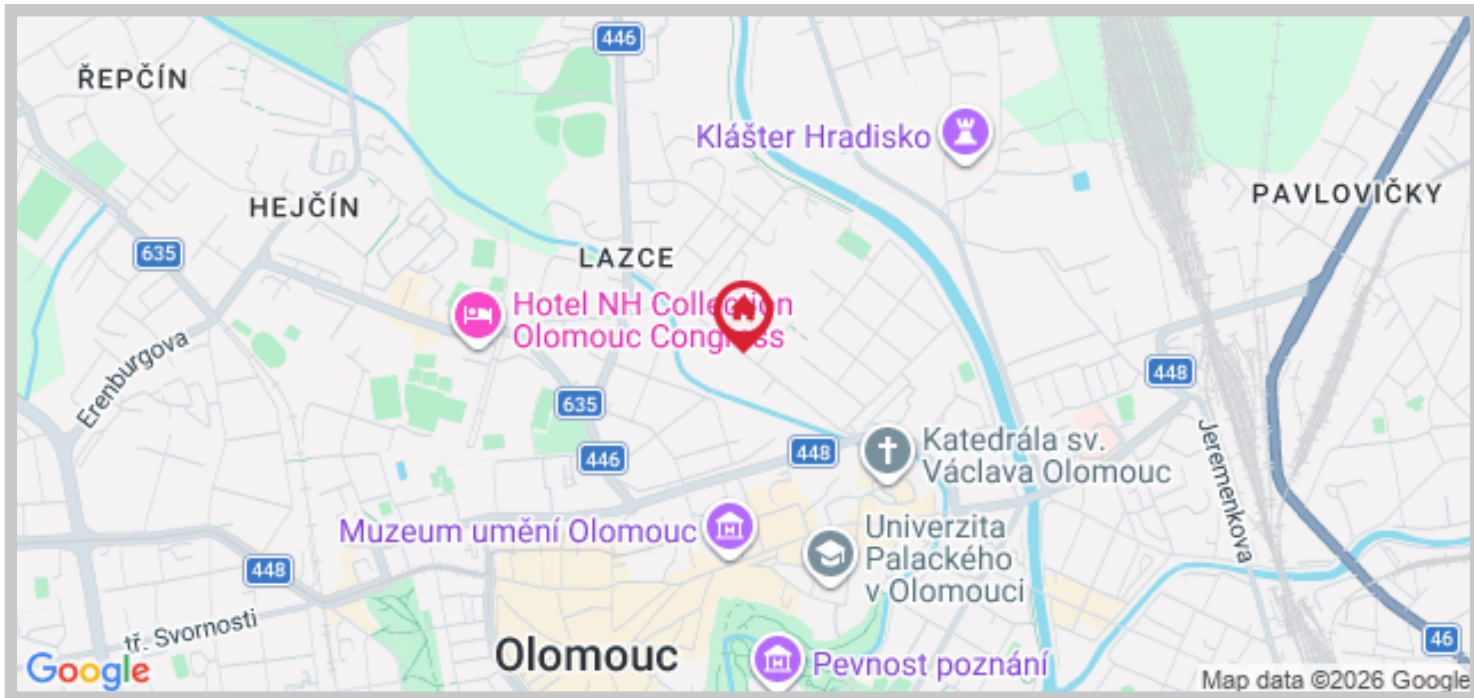 446
ŘEPČÍN
Klášter Hradisko
PAVLOVIČKY
HEJČÍN
635
LAZCE
Hotel NH Collection
Olomouc Congress
Erenburgova
448
635
446
448
Katedrála sv.
Václava Olomouc
Jeremenkova
Muzeum umění Olomouc
Univerzita
Palackého
v Olomouci
448
tř. Svornosti
Olomouc
46
Pevnost poznání
Google
Map data ©2026 Google